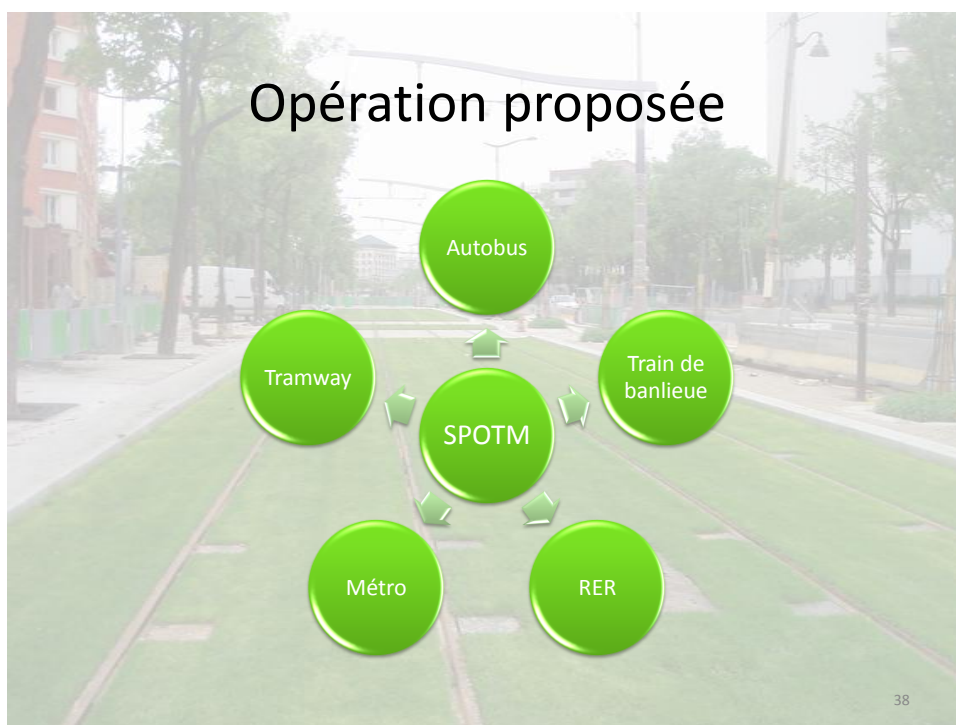 Opération proposée
Autobus
Tramway
Train de
banlieue
SPOTM
Métro
RER
38